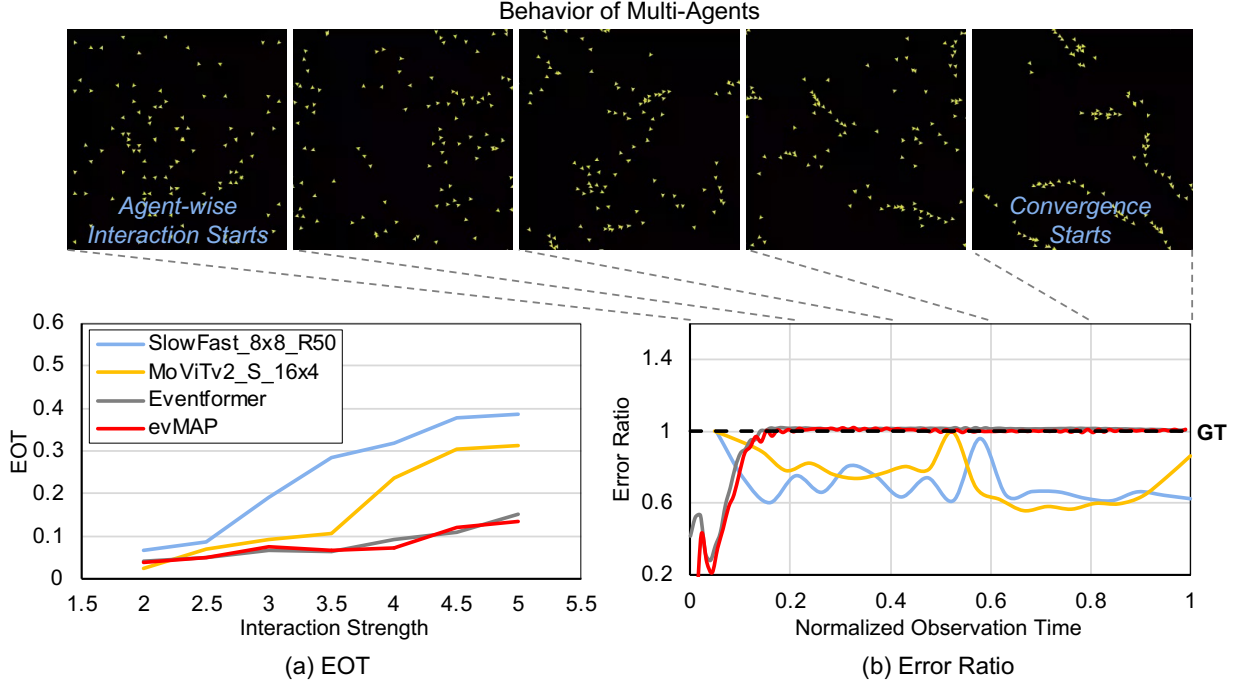 Behavior of Multi-Agents
Agent-wise
Interaction Starts
Convergence
Starts
0.6
0.5
0.4
0.3
0.2
0.1
0
EOT
SlowFast_8x8_R50
MoViTv2_S_16x4
Eventformer
evMAP
1.5 2 2.5 3 3.5 4 4.5 5 5.5
Interaction Strength
(a) EOT
1.4
1
0.6
0.2
Error Ratio
GT
0 0.2 0.4 0.6 0.8 1
Normalized Observation Time
(b) Error Ratio